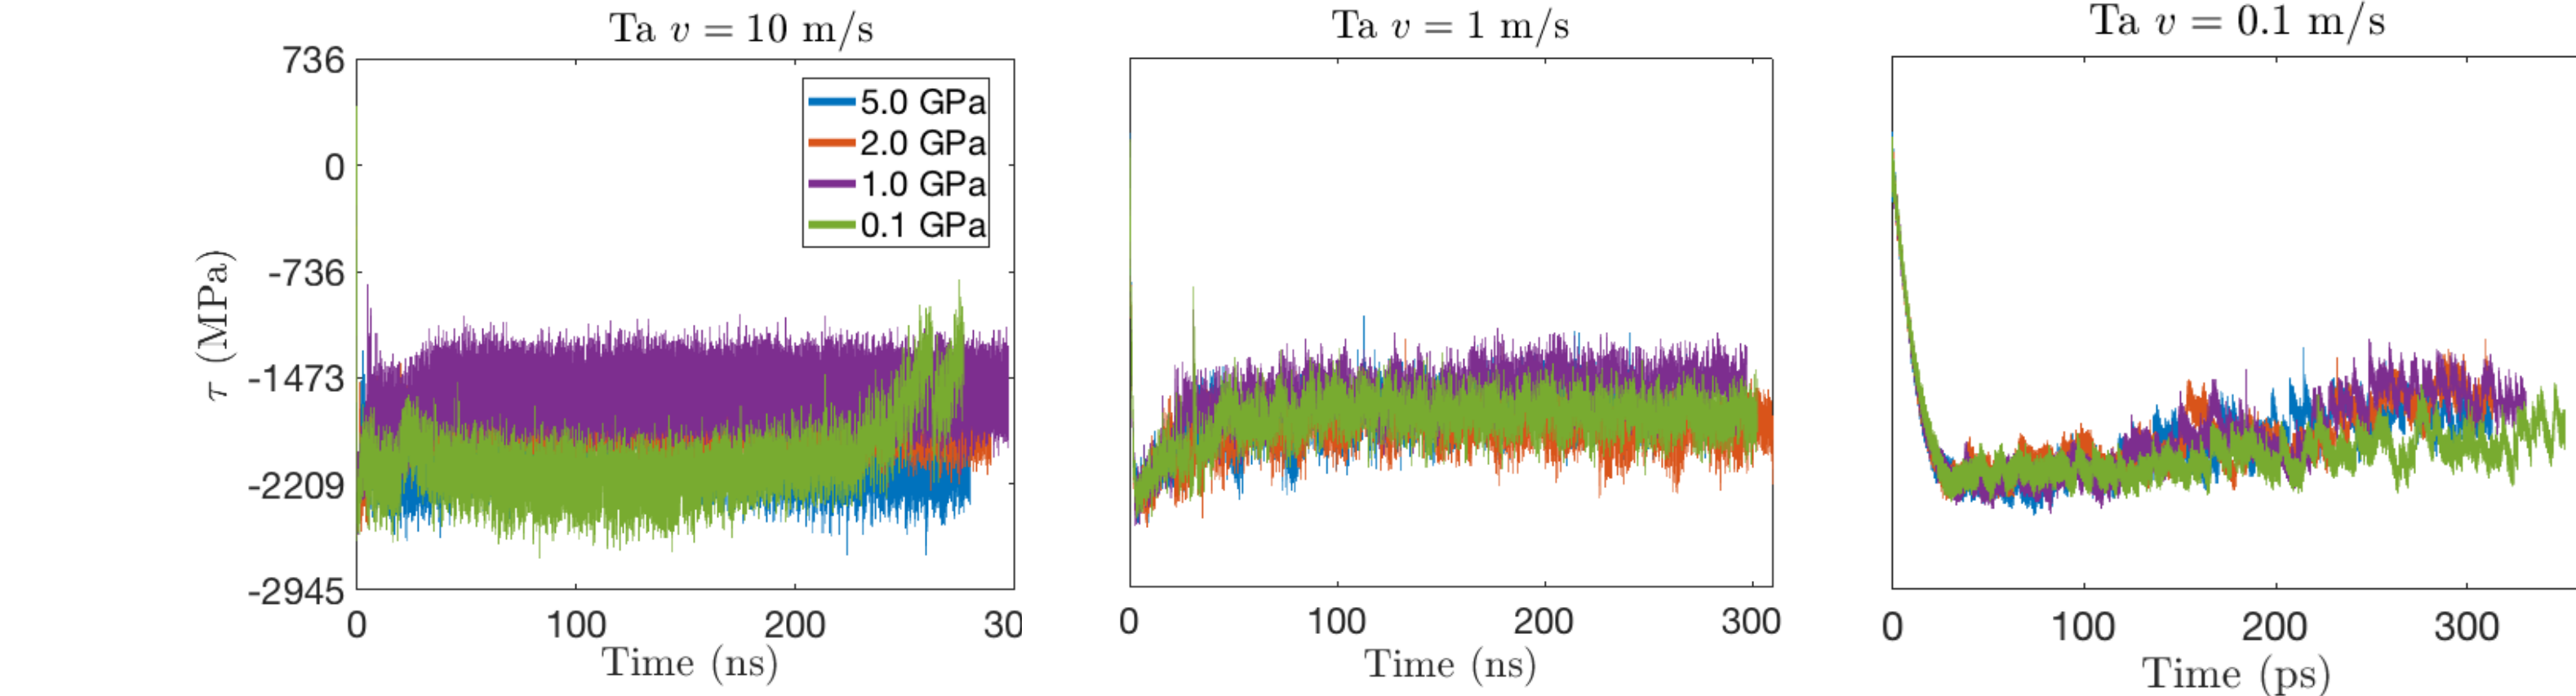 Ta v = 10 m/s
736
0
-736
-1473
-2209
-2945
τ (MPa)
5.0 GPa
2.0 GPa
1.0 GPa
0.1 GPa
0
100
200
30
Time (ns)
Ta v = 1 m/s
0
100
200
300
Time (ns)
Ta v = 0.1 m/s
0
100
200
300
Time (ps)